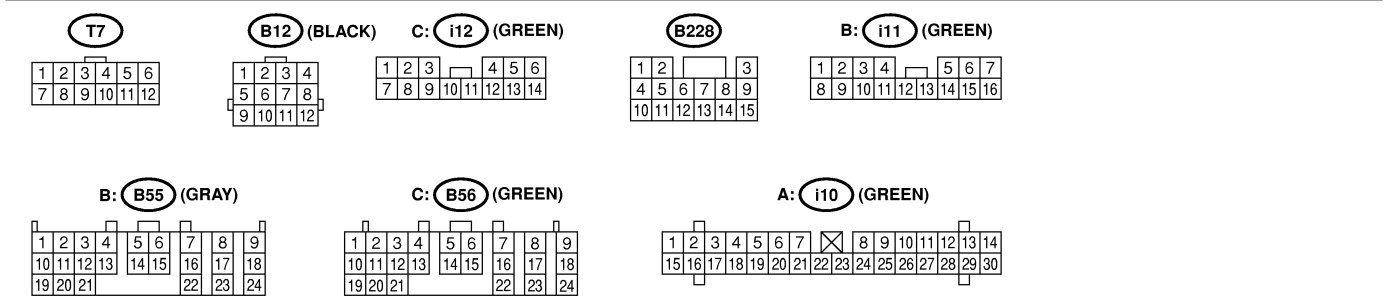 T7
B12 (BLACK)
C: i12 (GREEN)
B228
B: i11 (GREEN)
1 2 3 4 5 6
7 8 9 10 11 12
1 2 3 4
5 6 7 8
9 10 11 12
1 2 3 4 5 6
7 8 9 10 11 12 13 14
1 2 3
4 5 6 7 8 9
10 11 12 13 14 15
1 2 3 4 5 6 7
8 9 10 11 12 13 14 15 16
B: B55 (GRAY)
C: B56 (GREEN)
A: i10 (GREEN)
1 2 3 4 5 6 7 8 9
10 11 12 13 14 15 16 17 18
19 20 21 22 23 24
1 2 3 4 5 6 7 8 9
10 11 12 13 14 15 16 17 18
19 20 21 22 23 24
1 2 3 4 5 6 7 8 9 10 11 12 13 14
15 16 17 18 19 20 21 22 23 24 25 26 27 28 29 30